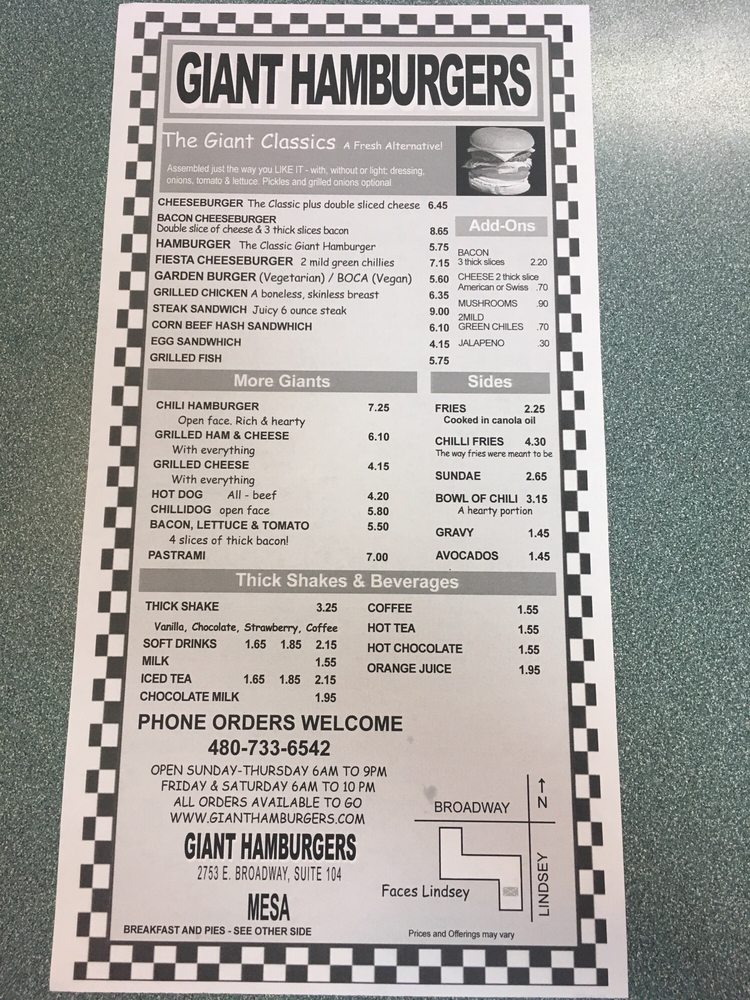 GIANT HAMBURGERS
The Giant Classics A Fresh Alternative!
Assembled just the way you LIKE IT - with, without or light; dressing,
onions, tomato & lettuce. Pickles and grilled onions optional
CHEESEBURGER The Classic plus double sliced cheese 6.45
BACON CHEESEBURGER
Double slice of cheese & 3 thick slices bacon 8.65
HAMBURGER The Classic Giant Hamburger 5.75
FIESTA CHEESEBURGER 2 mild green chillies 7.15
GARDEN BURGER (Vegetarian) / BOCA (Vegan) 5.60
GRILLED CHICKEN A boneless, skinless breast 6.35
STEAK SANDWICH Juicy 6 ounce steak 9.00
CORN BEEF HASH SANDWHICH 6.10
EGG SANDWHICH 4.15
GRILLED FISH 5.75
Add-Ons
BACON
3 thick slices 2.20
CHEESE 2 thick slice
American or Swiss .70
MUSHROOMS .90
2MILD
GREEN CHILES .70
JALAPENO .30
More Giants
CHILI HAMBURGER 7.25
Open face. Rich & hearty
GRILLED HAM & CHEESE 6.10
With everything
GRILLED CHEESE 4.15
With everything
HOT DOG All - beef 4.20
CHILLIDOG open face 5.80
BACON, LETTUCE & TOMATO 5.50
4 slices of thick bacon!
PASTRAMI 7.00
Sides
FRIES 2.25
Cooked in canola oil
CHILLI FRIES 4.30
The way fries were meant to be
SUNDAE 2.65
BOWL OF CHILI 3.15
A hearty portion
GRAVY 1.45
AVOCADOS 1.45
Thick Shakes & Beverages
THICK SHAKE 3.25
Vanilla, Chocolate, Strawberry, Coffee
SOFT DRINKS 1.65 1.85 2.15
MILK 1.55
ICED TEA 1.65 1.85 2.15
CHOCOLATE MILK 1.95
COFFEE 1.55
HOT TEA 1.55
HOT CHOCOLATE 1.55
ORANGE JUICE 1.95
PHONE ORDERS WELCOME
480-733-6542
OPEN SUNDAY-THURSDAY 6AM TO 9PM
FRIDAY & SATURDAY 6AM TO 10 PM
ALL ORDERS AVAILABLE TO GO
WWW.GIANTHAMBURGERS.COM
GIANT HAMBURGERS
2753 E. BROADWAY, SUITE 104
MESA
BREAKFAST AND PIES - SEE OTHER SIDE
BROADWAY
N
LINDSEY
Faces Lindsey
Prices and Offerings may vary